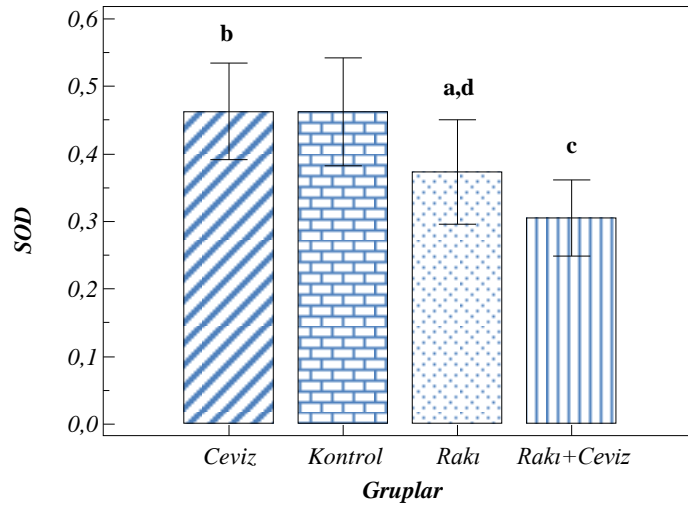 0,6
b
0,5
a,d
0,4
c
0,3
SOD
0,2
0,1
0,0
Ceviz Kontrol Rakı Rakı+Ceviz
Gruplar